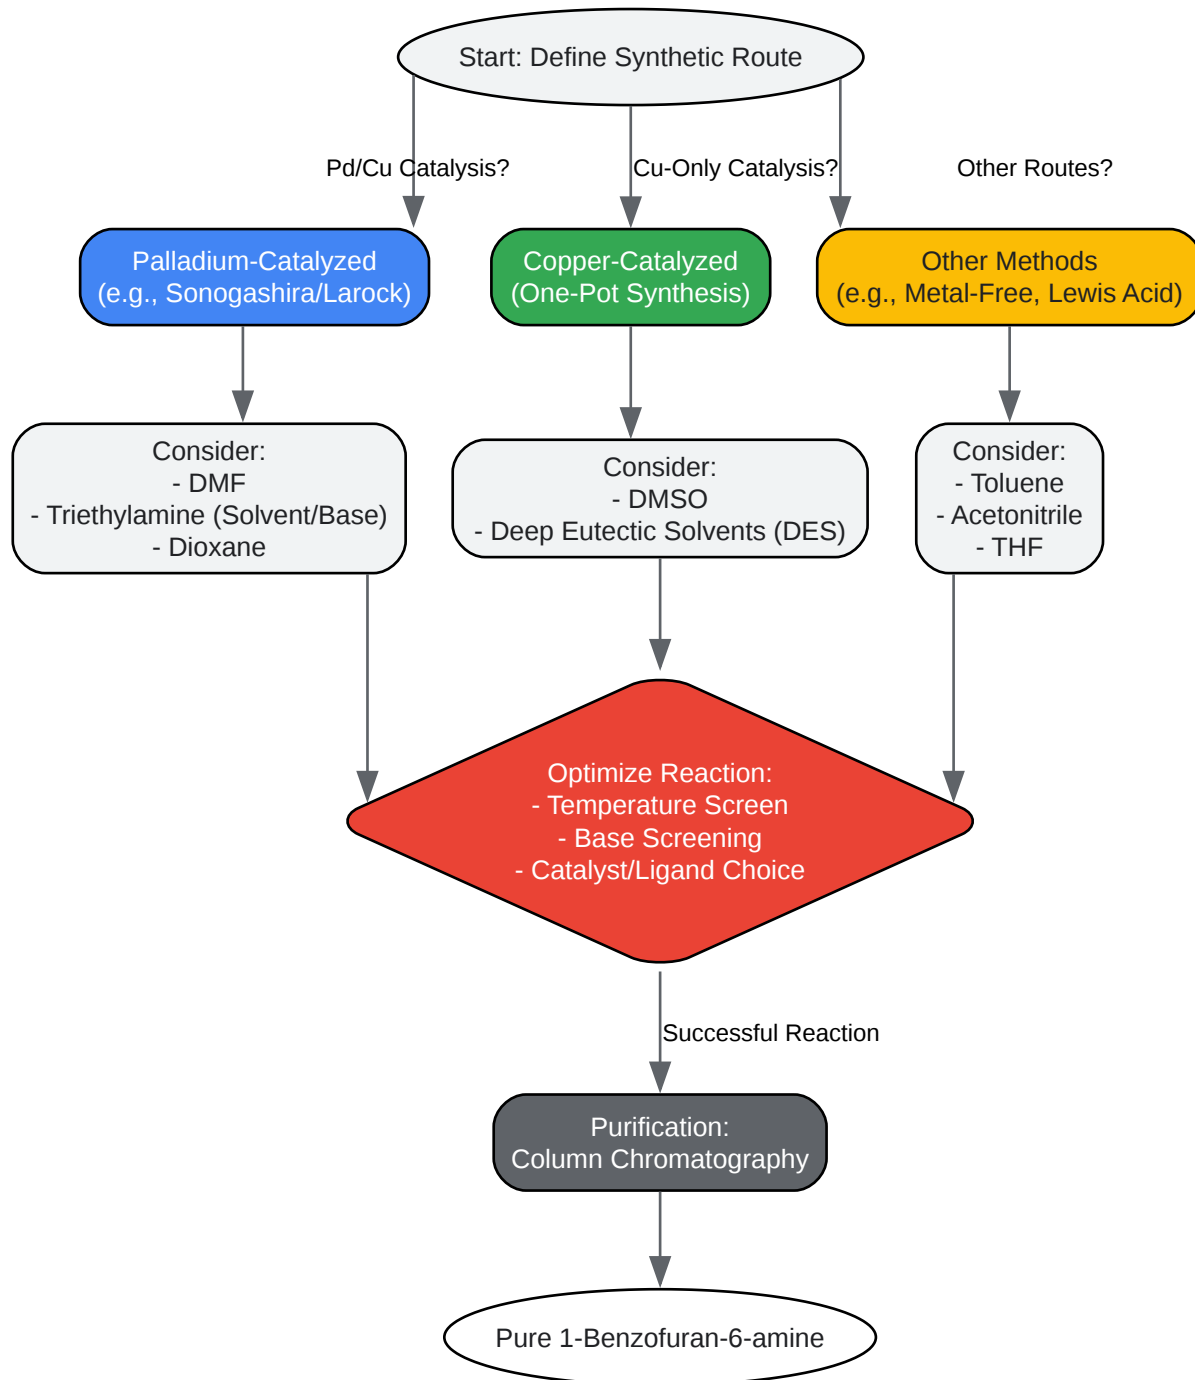 Start: Define Synthetic Route
Pd/Cu Catalysis?
Cu-Only Catalysis?
Other Routes?
Palladium-Catalyzed
(e.g., Sonogashira/Larock)
Copper-Catalyzed
(One-Pot Synthesis)
Other Methods
(e.g., Metal-Free, Lewis Acid)
Consider:
- DMF
- Triethylamine (Solvent/Base)
- Dioxane
Consider:
- DMSO
- Deep Eutectic Solvents (DES)
Consider:
- Toluene
- Acetonitrile
- THF
Optimize Reaction:
- Temperature Screen
- Base Screening
- Catalyst/Ligand Choice
Successful Reaction
Purification:
Column Chromatography
Pure 1-Benzofuran-6-amine